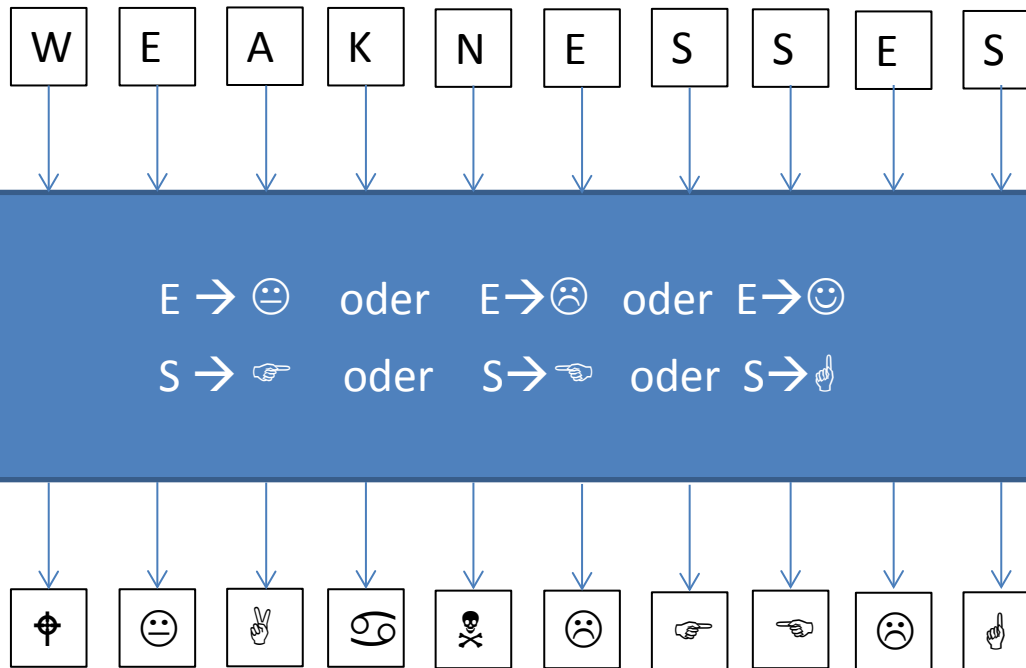 W E A K N E S S E S
E → 😐 oder E→☹ oder E→☺
S → ☞ oder S→☜ oder S→☝